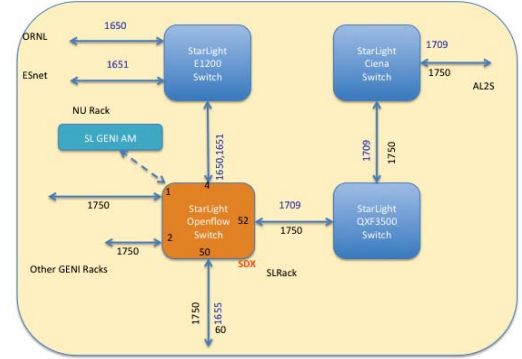 ORNL
1650
StarLight
E1200
Switch
StarLight
Ciena
Switch
1709
1750
AL2S
ESnet
1651
NU Rack
SL GENI AM
1650,1651
1709
1750
1
4
1750
StarLight
Openflow
Switch
52
2
50
1709
1750
StarLight
QXF3500
Switch
1750
Other GENI Racks
SDX
SLRack
1750
1655
60